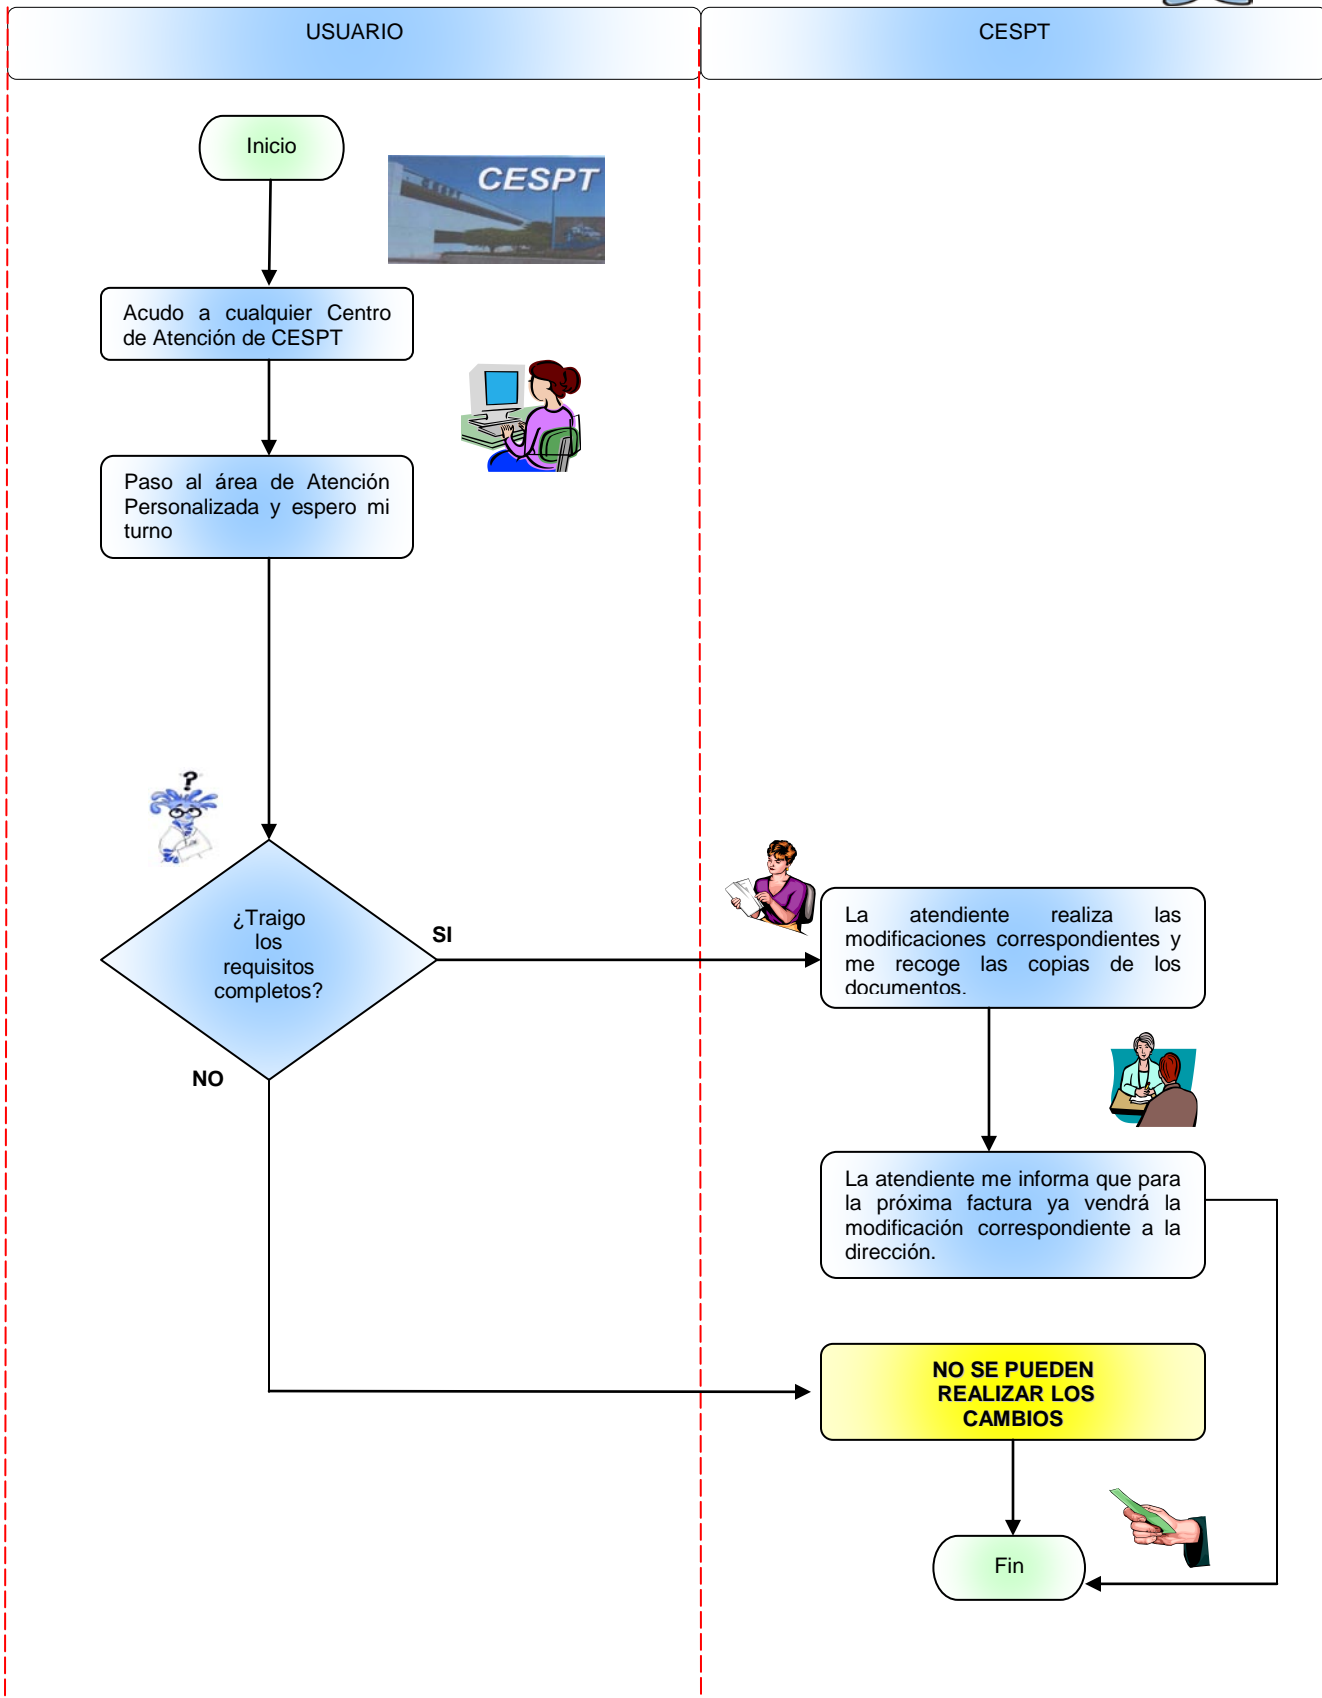 USUARIO
CESPT
Inicio
CESPT
CESPT
Acudo a cualquier Centro
de Atención de CESPT
Paso al área de Atención
Personalizada y espero mi
turno
?
¿Traigo
los
requisitos
completos?
SI
NO
La atendiente realiza las
modificaciones correspondientes y
me recoge las copias de los
documentos.
La atendiente me informa que para
la próxima factura ya vendrá la
modificación correspondiente a la
dirección.
NO SE PUEDEN
REALIZAR LOS
CAMBIOS
Fin